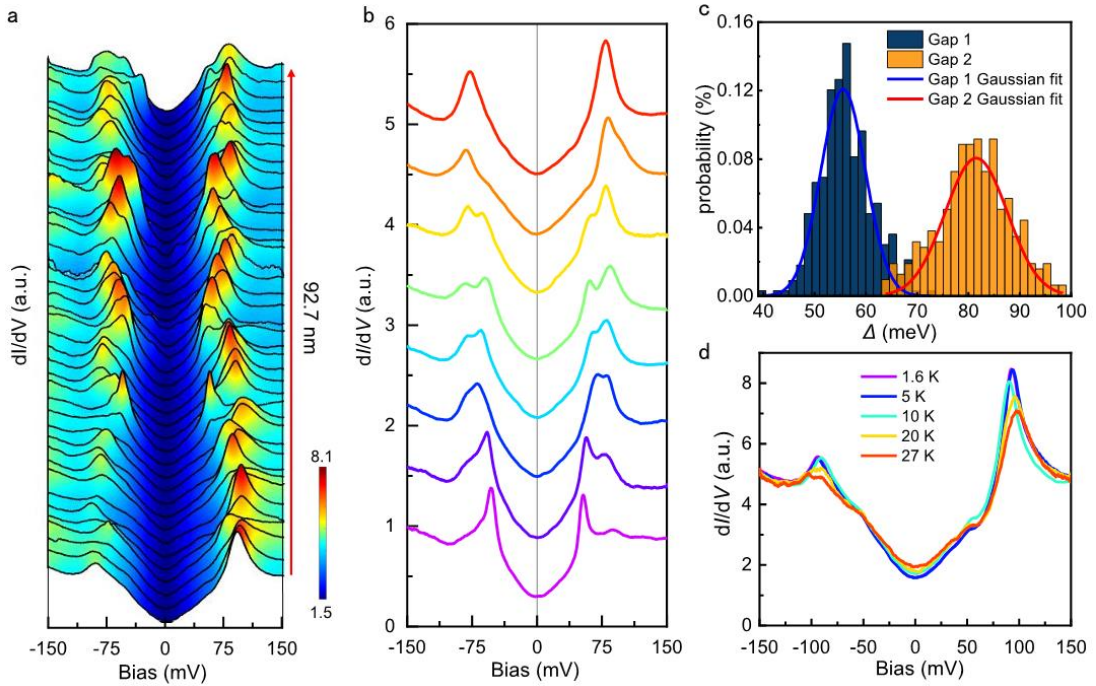 a
dI/dV (a.u.)
92.7 nm
8.1
1.5
-150 -75 0 75 150
Bias (mV)
b
dI/dV (a.u.)
6
5
4
3
2
1
0
-150 -75 0 75 150
Bias (mV)
c
probability (%)
0.16
0.12
0.08
0.04
0.00
Gap 1
Gap 2
Gap 1 Gaussian fit
Gap 2 Gaussian fit
40 50 60 70 80 90 100
Δ (meV)
d
dI/dV (a.u.)
8
6
4
2
0
1.6 K
5 K
10 K
20 K
27 K
-150 -100 -50 0 50 100 150
Bias (mV)